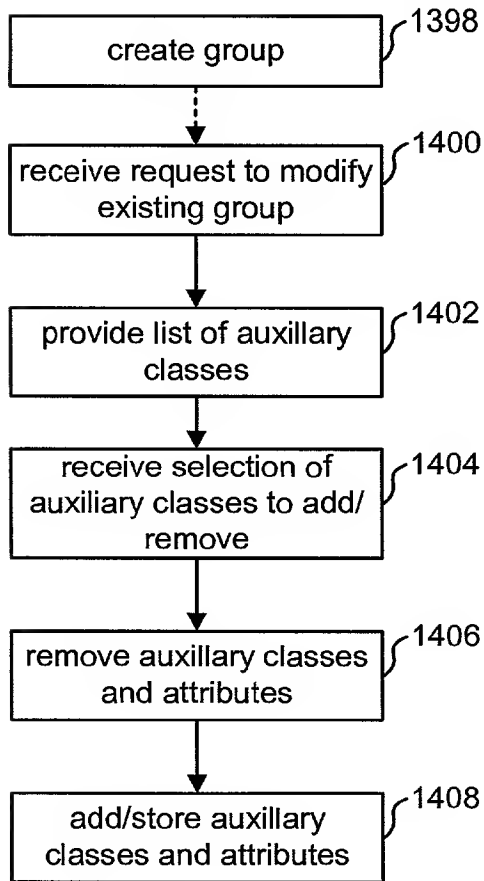 create group
1398
receive request to modify
existing group
1400
provide list of auxillary
classes
1402
receive selection of
auxiliary classes to add/
remove
1404
remove auxillary classes
and attributes
1406
add/store auxillary
classes and attributes
1408